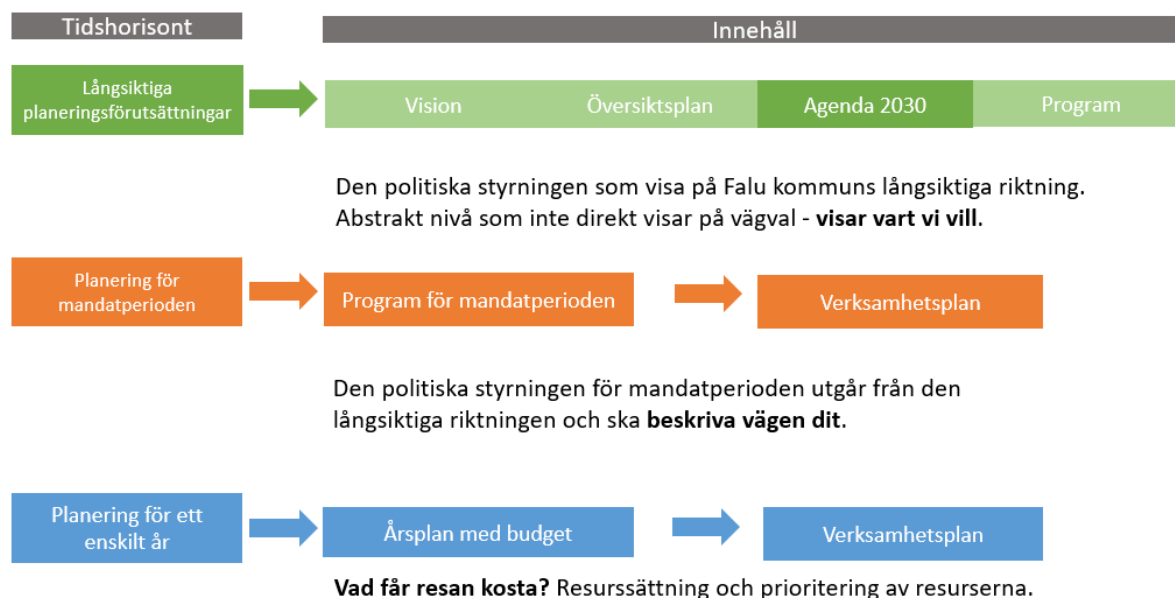 Tidshorisont
Innehåll
Långsiktiga
planeringsförutsättningar
Vision
Översiktsplan
Agenda 2030
Program
Den politiska styrningen som visa på Falu kommuns långsiktiga riktning.
Abstrakt nivå som inte direkt visar på vägval - visar vart vi vill.
Planering för
mandatperioden
Program för mandatperioden
Verksamhetsplan
Den politiska styrningen för mandatperioden utgår från den
långsiktiga riktningen och ska beskriva vägen dit.
Planering för ett
enskilt år
Årsplan med budget
Verksamhetsplan
Vad får resan kosta? Resurssättning och prioritering av resurserna.